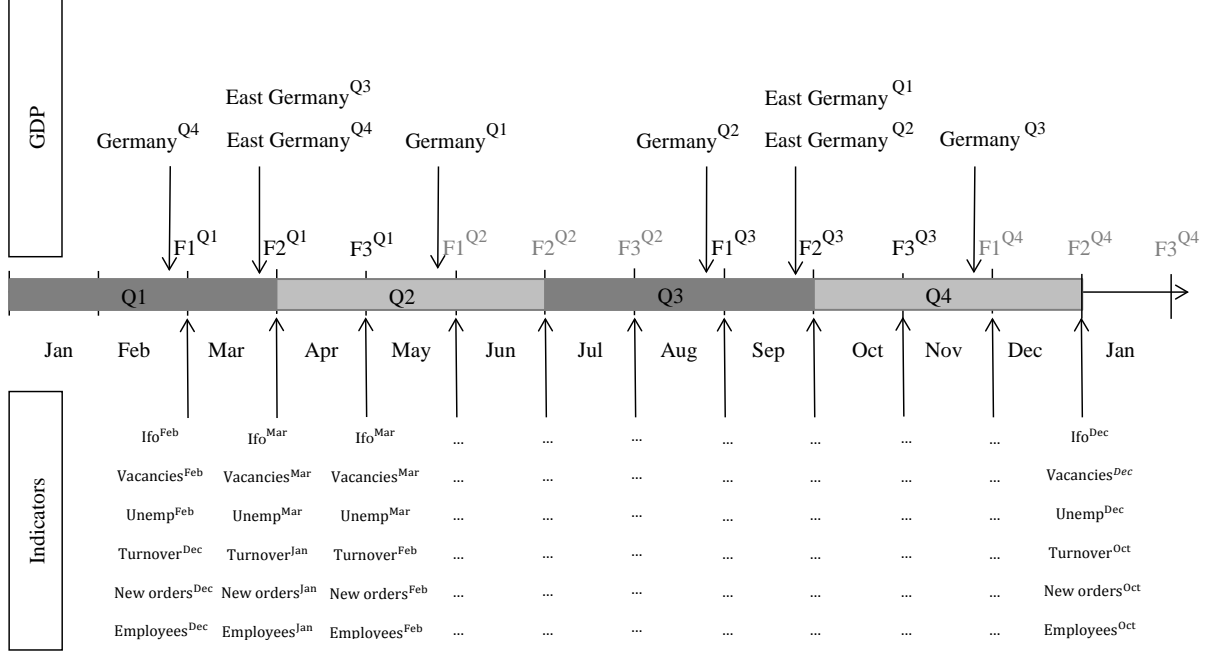 GDP
East Germany^Q3 East Germany^Q1
Germany^Q4 East Germany^Q4 Germany^Q1 Germany^Q2 East Germany^Q2 Germany^Q3
F1^Q1 F2^Q1 F3^Q1 F1^Q2 F2^Q2 F3^Q2 F1^Q3 F2^Q3 F3^Q3 F1^Q4 F2^Q4 F3^Q4
Q1 Q2 Q3 Q4
Jan Feb Mar Apr May Jun Jul Aug Sep Oct Nov Dec Jan
Indicators
Ifo^Feb Ifo^Mar Ifo^Mar ... ... ... ... ... ... ... Ifo^Dec
Vacancies^Feb Vacancies^Mar Vacancies^Mar ... ... ... ... ... ... ... Vacancies^Dec
Unemp^Feb Unemp^Mar Unemp^Mar ... ... ... ... ... ... ... Unemp^Dec
Turnover^Dec Turnover^Jan Turnover^Feb ... ... ... ... ... ... ... Turnover^Oct
New orders^Dec New orders^Jan New orders^Feb ... ... ... ... ... ... ... New orders^Oct
Employees^Dec Employees^Jan Employees^Feb ... ... ... ... ... ... ... Employees^Oct